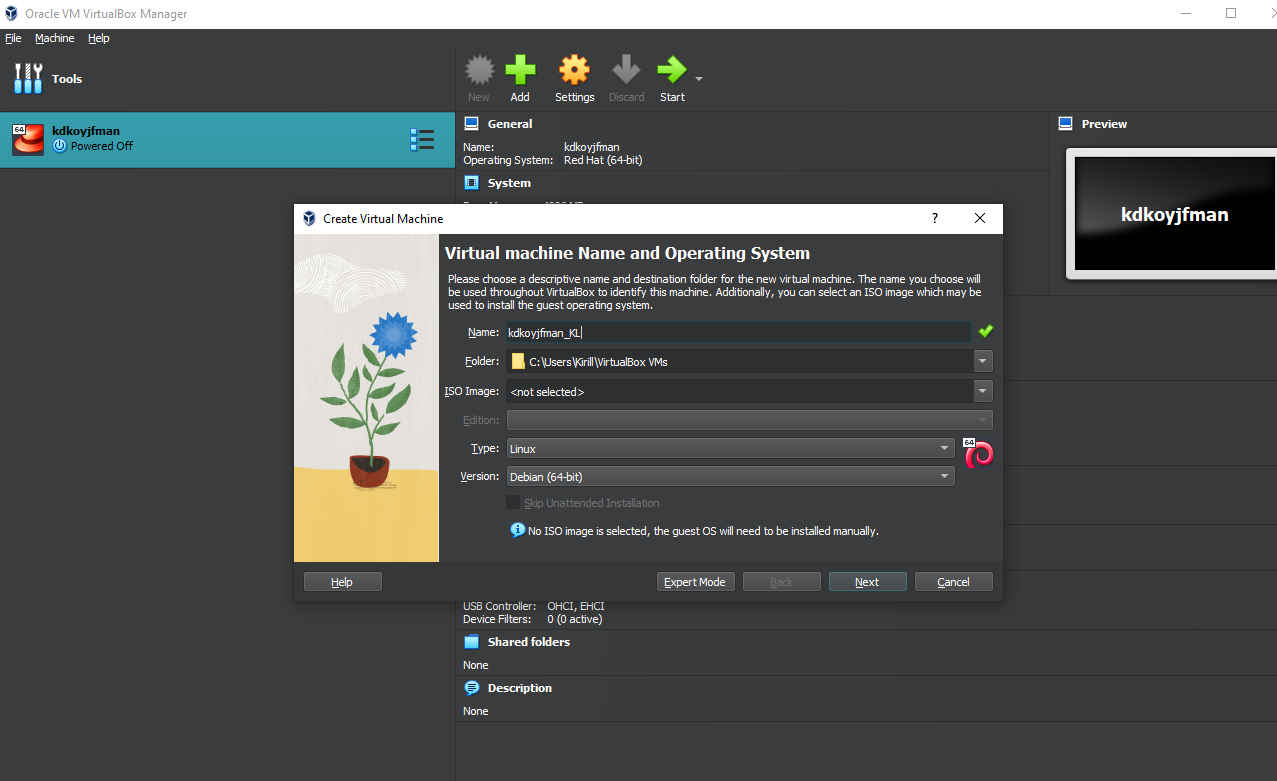 Oracle VM VirtualBox Manager
File Machine Help
Tools
New Add Settings Discard Start
64
kdkoyjfman
Powered Off
General
Name: kdkoyjfman
Operating System: Red Hat (64-bit)
System
Preview
kdkoyjfman
Create Virtual Machine
?
Virtual machine Name and Operating System
Please choose a descriptive name and destination folder for the new virtual machine. The name you choose will
be used throughout VirtualBox to identify this machine. Additionally, you can select an ISO image which may be
used to install the guest operating system.
Name: kdkoyjfman_KL
Folder: C:\Users\Kirill\VirtualBox VMs
ISO Image: <not selected>
Edition:
Type: Linux
64
Version: Debian (64-bit)
Skip Unattended Installation
No ISO image is selected, the guest OS will need to be installed manually.
Help Expert Mode Back Next Cancel
USB Controller: OHCI, EHCI
Device Filters: 0 (0 active)
Shared folders
None
Description
None